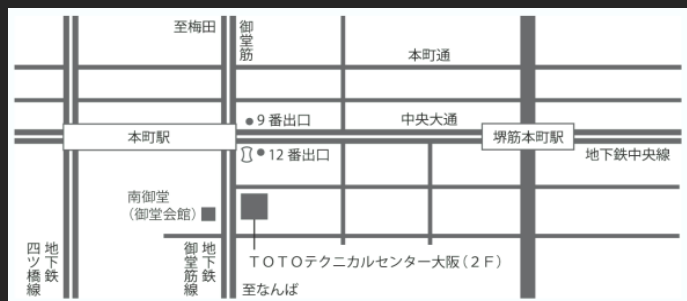 至梅田
御堂筋
本町通
9番出口
中央大通
本町駅
堺筋本町駅
12番出口
地下鉄中央線
南御堂
(御堂会館)
TOTOテクニカルセンター大阪(2F)
地下鉄
四ツ橋線
地下鉄
御堂筋線
至なんば